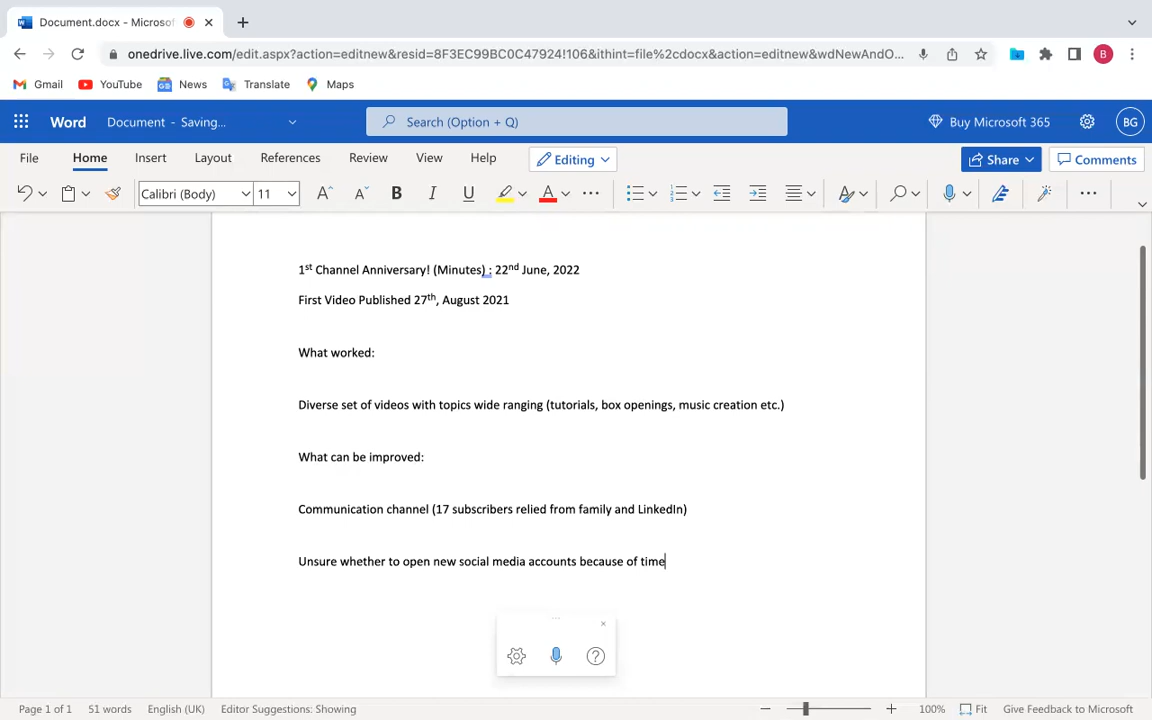 Document.docx - Microsof
onedrive.live.com/edit.aspx?action=editnew&resid=8F3EC99BC0C47924!106&ithint=file%2cdocx&action=editnew&wdNewAndO...
B
Gmail YouTube News Translate Maps
Word Document - Saving... Search (Option + Q) Buy Microsoft 365 BG
File Home Insert Layout References Review View Help Editing Share Comments
Calibri (Body) 11 A A B I U A
1st Channel Anniversary! (Minutes) : 22nd June, 2022
First Video Published 27th, August 2021
What worked:
Diverse set of videos with topics wide ranging (tutorials, box openings, music creation etc.)
What can be improved:
Communication channel (17 subscribers relied from family and LinkedIn)
Unsure whether to open new social media accounts because of time
Page 1 of 1 51 words English (UK) Editor Suggestions: Showing 100% Fit Give Feedback to Microsoft